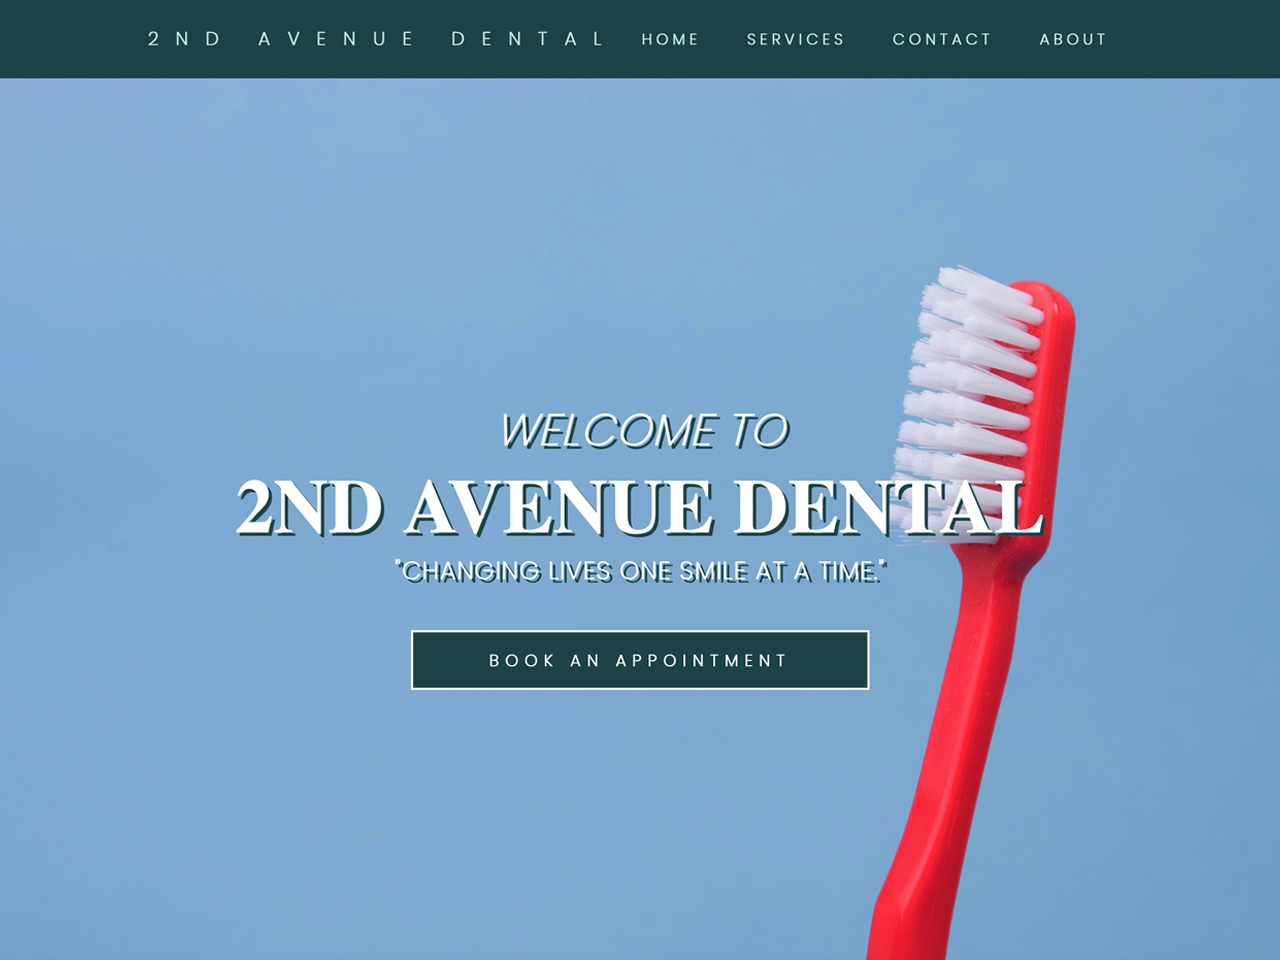 2ND AVENUE DENTAL HOME SERVICES CONTACT ABOUT
WELCOME TO
2ND AVENUE DENTAL
"CHANGING LIVES ONE SMILE AT A TIME."
BOOK AN APPOINTMENT